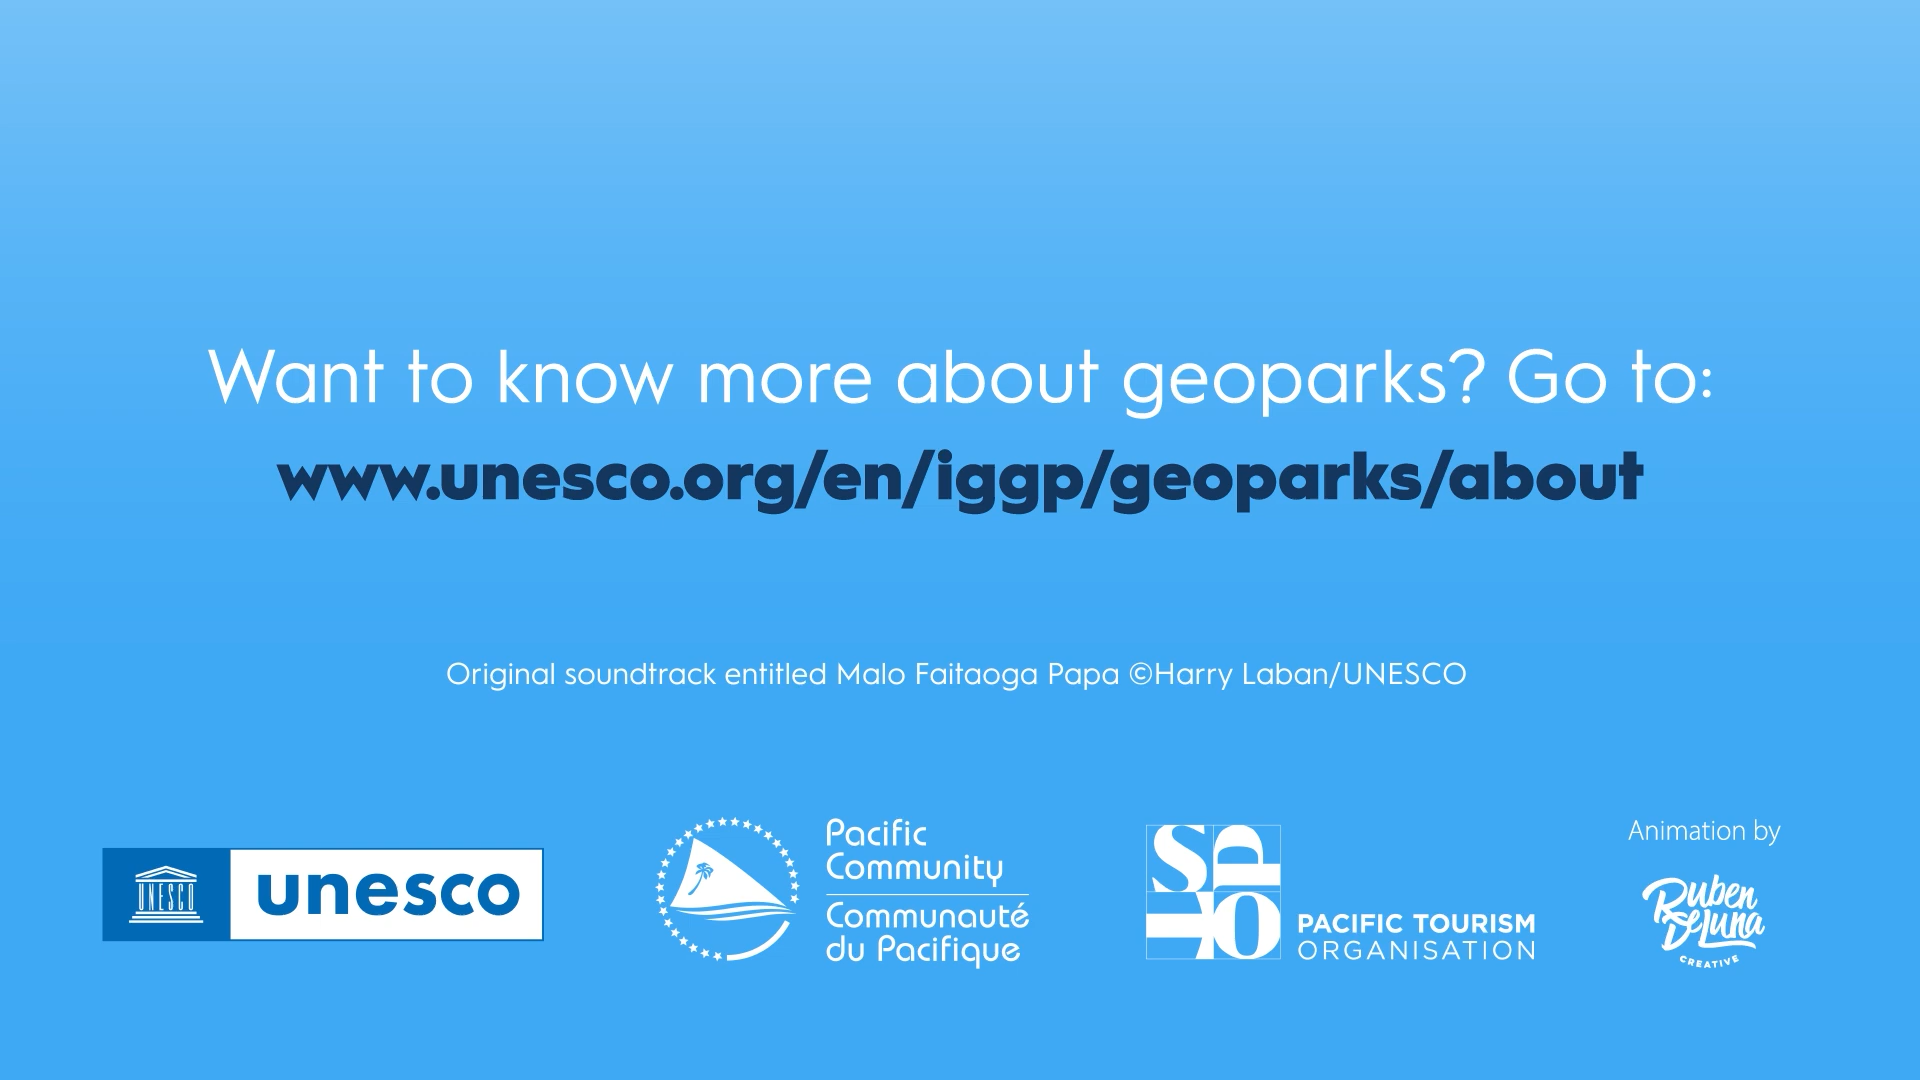 Want to know more about geoparks? Go to:
www.unesco.org/en/iggp/geoparks/about
Original soundtrack entitled Malo Faitaoga Papa ©Harry Laban/UNESCO
UNESCO
unesco
Pacific
Community
Communauté
du Pacifique
SPTO
PACIFIC TOURISM
ORGANISATION
Animation by
Ruben
DeLuna
CREATIVE